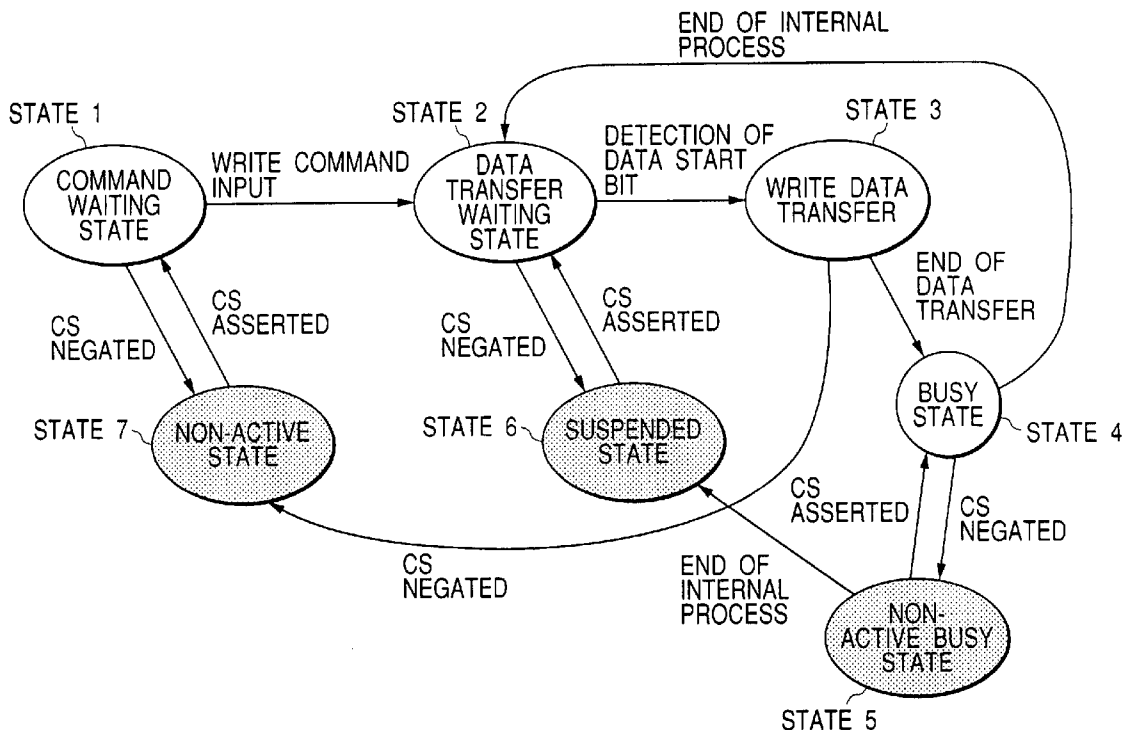 END OF INTERNAL
PROCESS
STATE 1
STATE 2
STATE 3
COMMAND
WAITING
STATE
WRITE COMMAND
INPUT
DATA
TRANSFER
WAITING
STATE
DETECTION OF
DATA START
BIT
WRITE DATA
TRANSFER
CS
NEGATED
CS
ASSERTED
CS
NEGATED
CS
ASSERTED
END OF
DATA
TRANSFER
STATE 7
NON-ACTIVE
STATE
STATE 6
SUSPENDED
STATE
BUSY
STATE
STATE 4
CS
NEGATED
END OF
INTERNAL
PROCESS
CS
ASSERTED
CS
NEGATED
NON-
ACTIVE BUSY
STATE
STATE 5